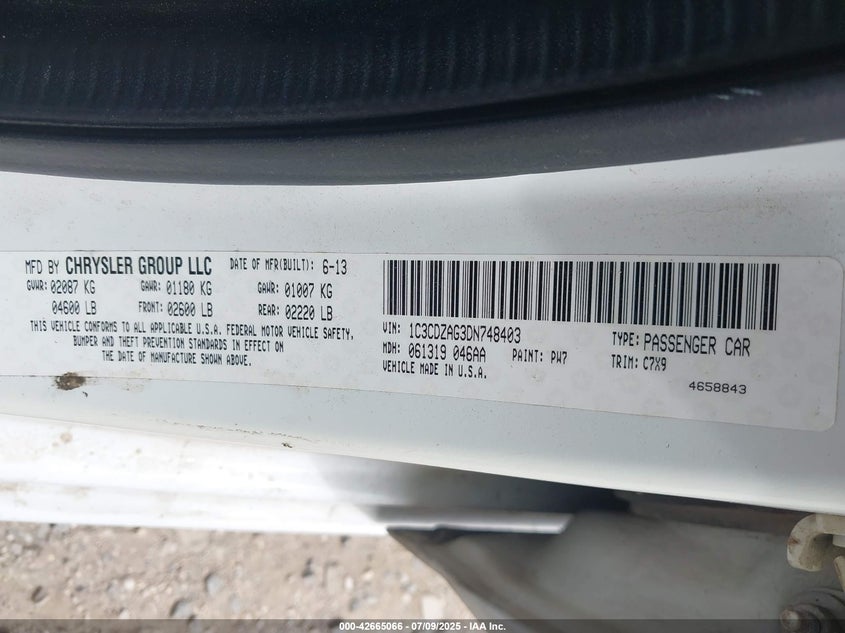 MFD BY CHRYSLER GROUP LLC DATE OF MFR(BUILT): 6-13
GVWR: 02087 KG GAWR: 01180 KG GAWR: 01007 KG
04600 LB FRONT: 02600 LB REAR: 02220 LB
THIS VEHICLE CONFORMS TO ALL APPLICABLE U.S.A. FEDERAL MOTOR VEHICLE SAFETY,
BUMPER AND THEFT PREVENTION STANDARDS IN EFFECT ON
THE DATE OF MANUFACTURE SHOWN ABOVE.
VIN: 1C3CDZAG3DN748403 TYPE: PASSENGER CAR
MDH: 061319 046AA PAINT: PW7 TRIM: C7X9
VEHICLE MADE IN U.S.A.
4658843
000-42665066 - 07/09/2025 - IAA Inc.